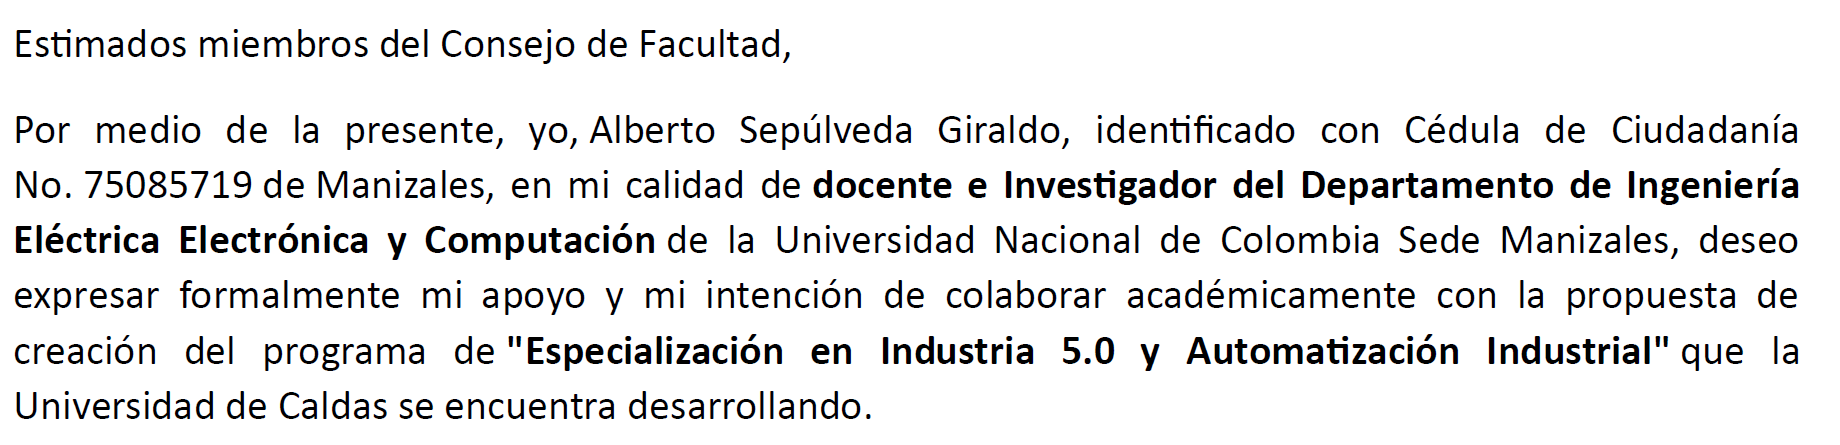 Estimados miembros del Consejo de Facultad,
Por medio de la presente, yo, Alberto Sepúlveda Giraldo, identificado con Cédula de Ciudadanía
No. 75085719 de Manizales, en mi calidad de docente e Investigador del Departamento de Ingeniería
Eléctrica Electrónica y Computación de la Universidad Nacional de Colombia Sede Manizales, deseo
expresar formalmente mi apoyo y mi intención de colaborar académicamente con la propuesta de
creación del programa de "Especialización en Industria 5.0 y Automatización Industrial" que la
Universidad de Caldas se encuentra desarrollando.